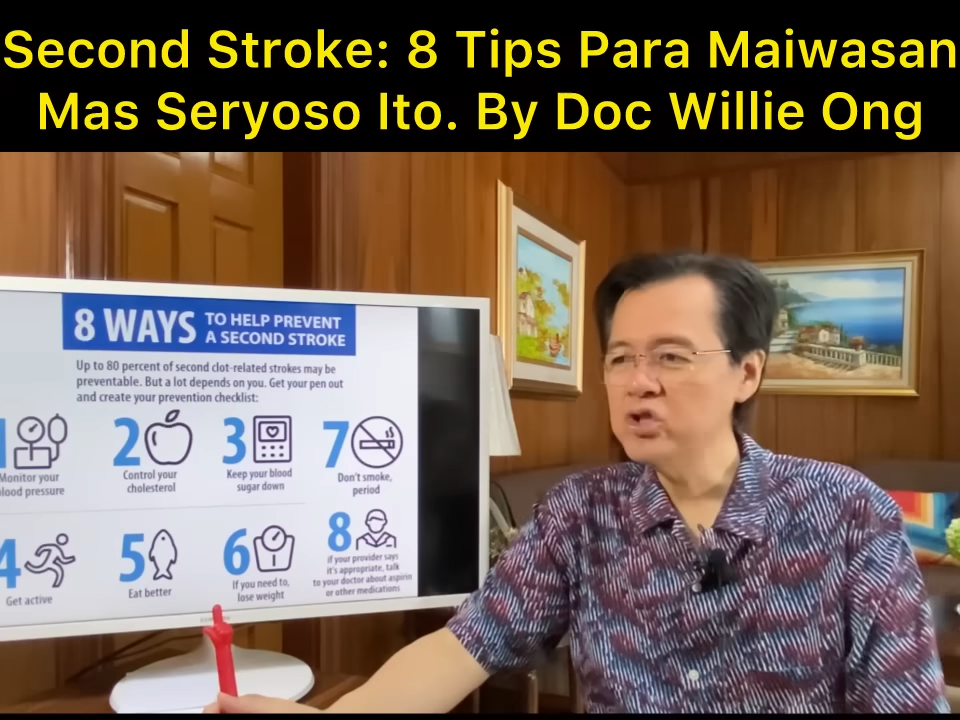 Second Stroke: 8 Tips Para Maiwasan
Mas Seryoso Ito. By Doc Willie Ong
8 WAYS TO HELP PREVENT
A SECOND STROKE
Up to 80 percent of second clot-related strokes may be
preventable. But a lot depends on you. Get your pen out
and create your prevention checklist:
1
Monitor your
blood pressure
2
Control your
cholesterol
3
Keep your blood
sugar down
7
Don't smoke,
period
4
Get active
5
Eat better
6
If you need to,
lose weight
8
if your provider says
it's appropriate, talk
to your doctor about aspirin
or other medications